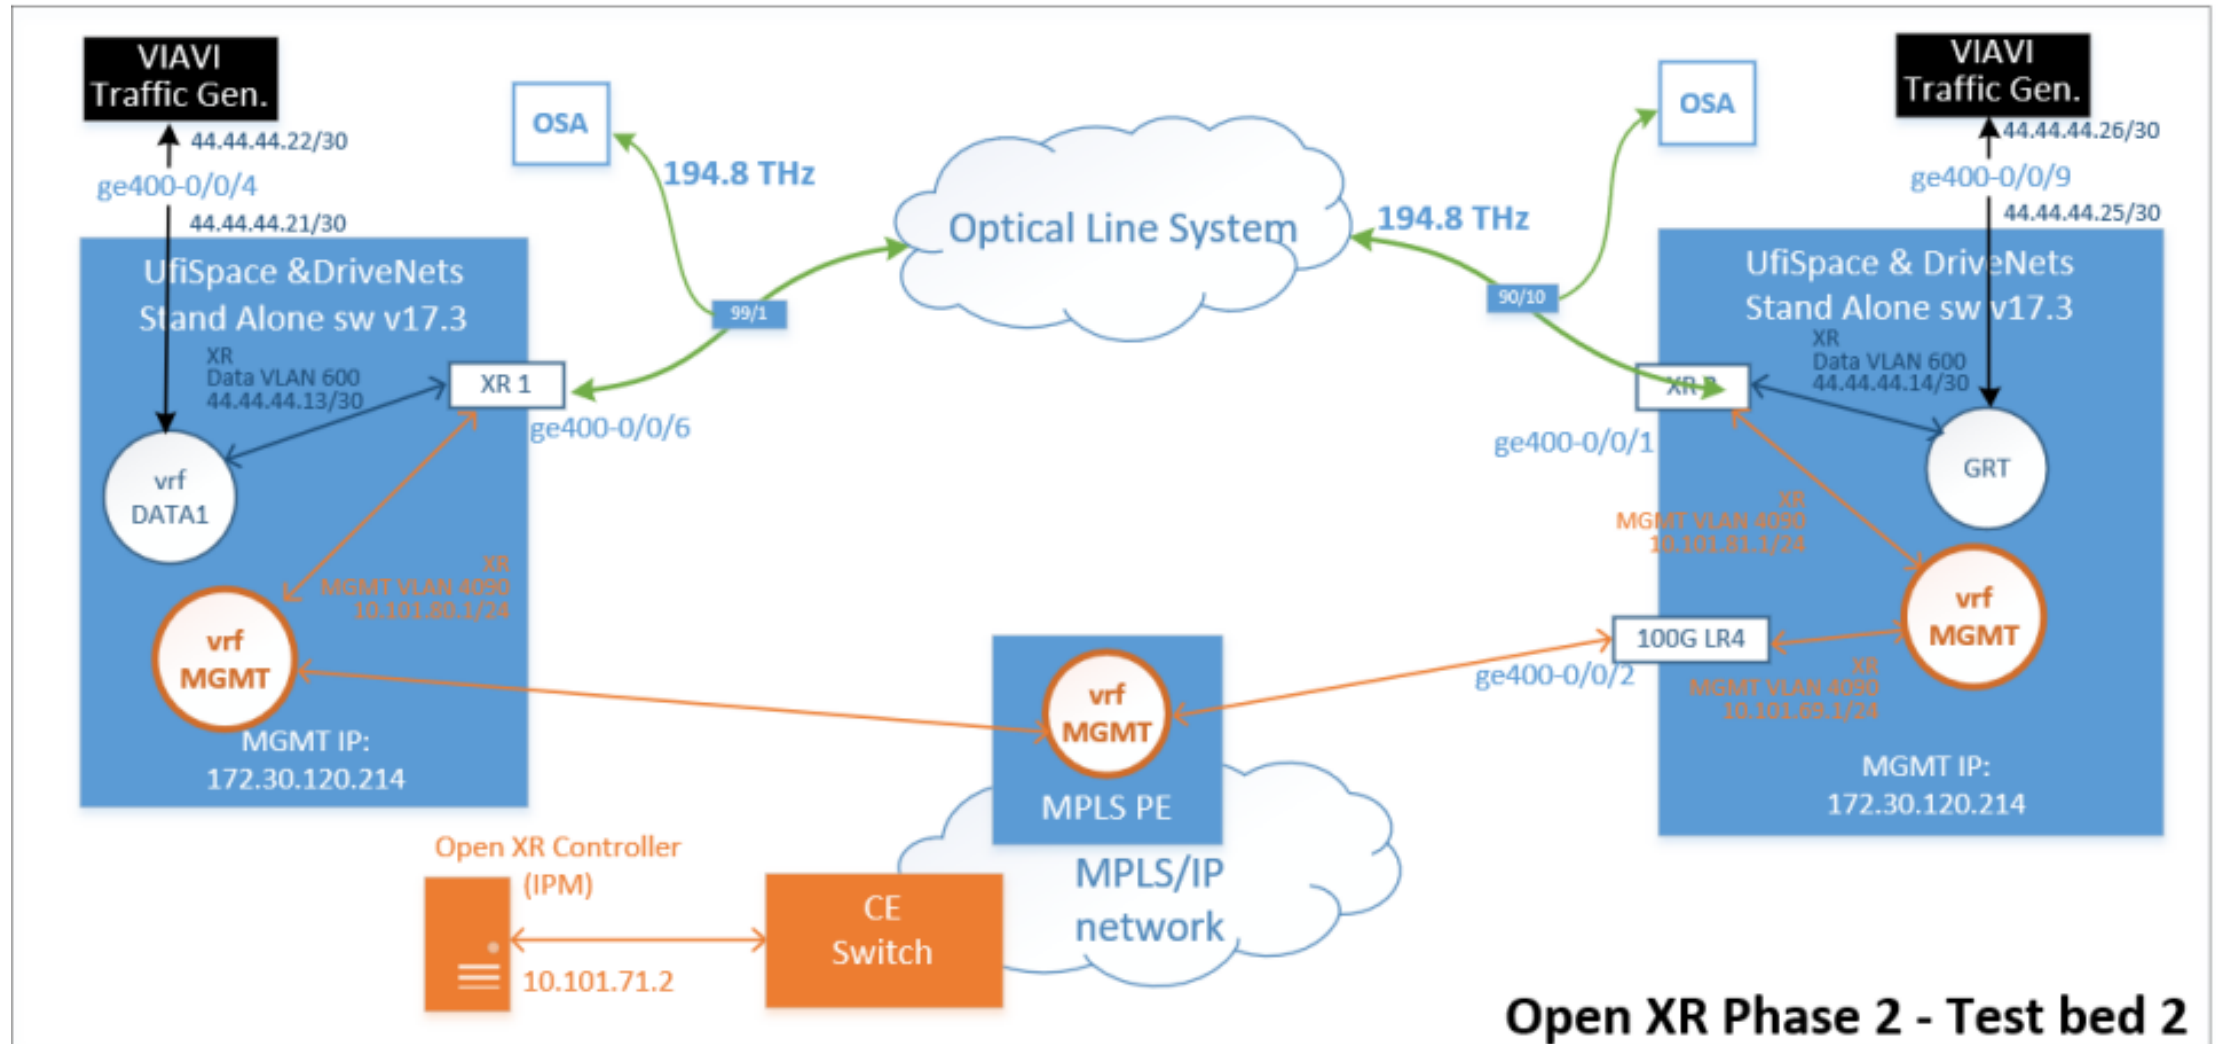 VIAVI
Traffic Gen.
44.44.44.22/30
ge400-0/0/4
44.44.44.21/30
UfiSpace &DriveNets
Stand Alone sw v17.3
XR
Data VLAN 600
44.44.44.13/30
XR 1
ge400-0/0/6
vrf
DATA1
XR
MGMT VLAN 4090
10.101.80.1/24
vrf
MGMT
MGMT IP:
172.30.120.214
OSA
194.8 THz
99/1
Optical Line System
194.8 THz
90/10
OSA
VIAVI
Traffic Gen.
44.44.44.26/30
ge400-0/0/9
44.44.44.25/30
UfiSpace & DriveNets
Stand Alone sw v17.3
XR
Data VLAN 600
44.44.44.14/30
XR
ge400-0/0/1
GRT
XR
MGMT VLAN 4090
10.101.81.1/24
vrf
MGMT
100G LR4
ge400-0/0/2
XR
MGMT VLAN 4090
10.101.69.1/24
MGMT IP:
172.30.120.214
vrf
MGMT
MPLS PE
MPLS/IP
network
Open XR Controller
(IPM)
10.101.71.2
CE
Switch
Open XR Phase 2 - Test bed 2